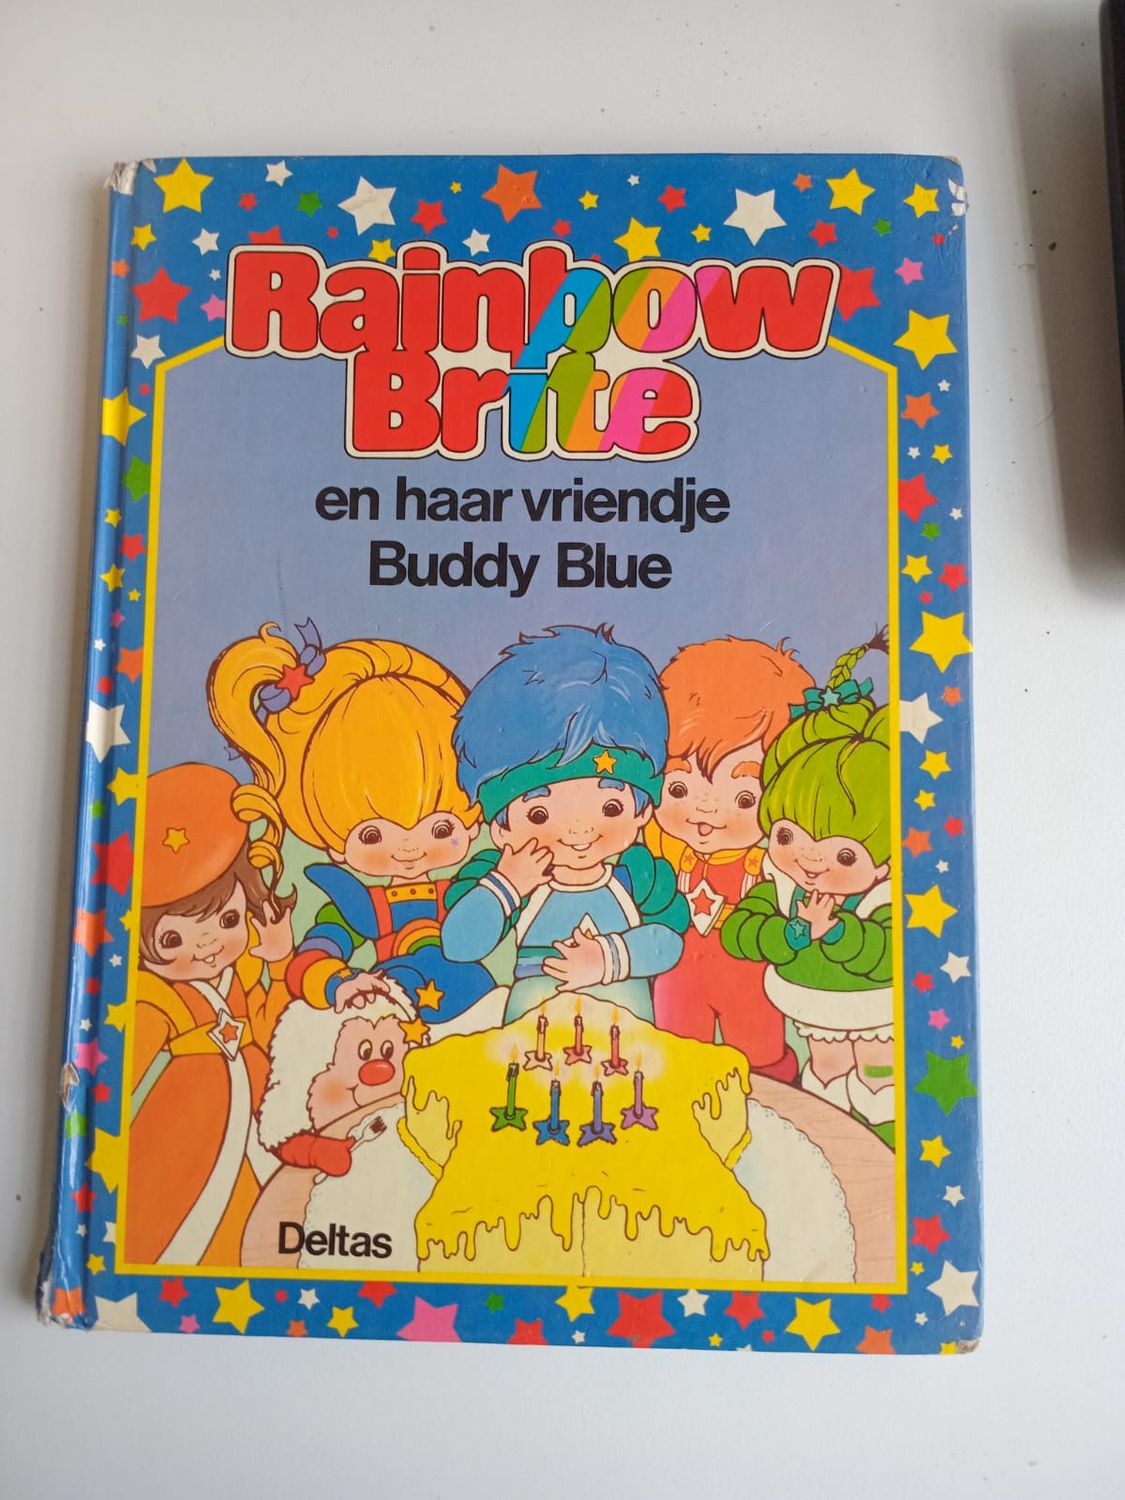 Rainbow
Brite
en haar vriendje
Buddy Blue
Deltas